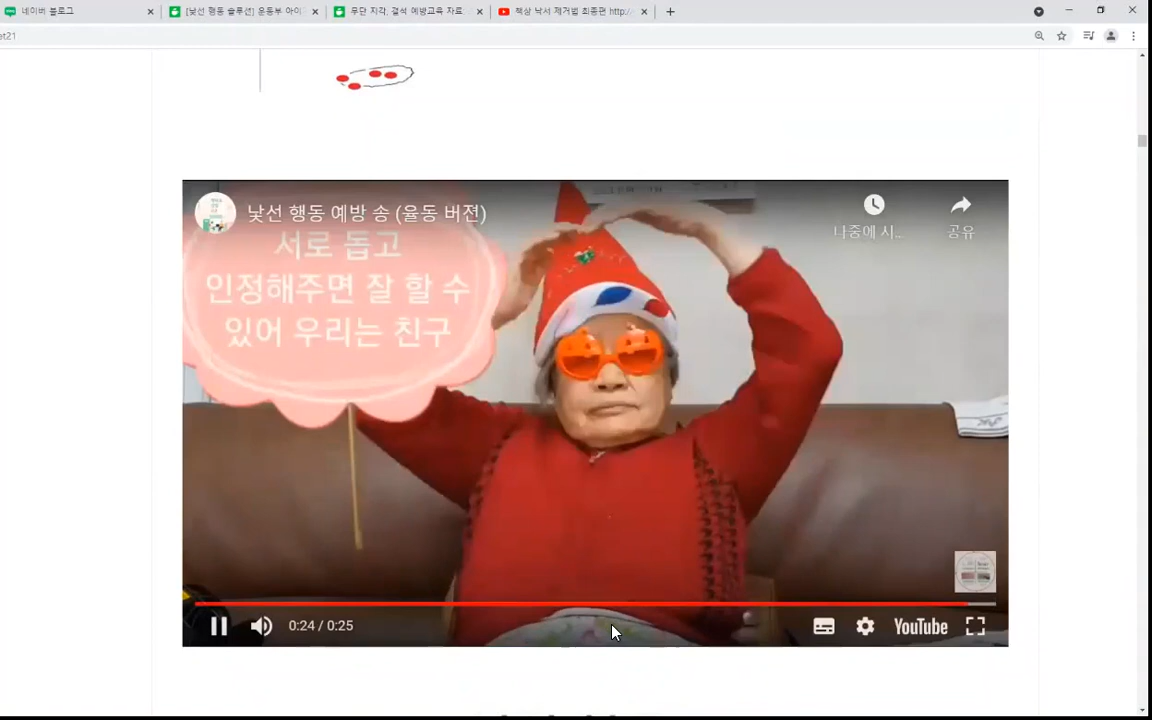 네이버 블로그
[낯선 행동 솔루션] 운동부 아이
무단 지각, 결석 예방교육 자료
책상 낙서 제거법 최종편 http://
et21
낯선 행동 예방 송 (율동 버젼)
나중에 시...
공유
서로 돕고
인정해주면 잘 할 수
있어 우리는 친구
0:24 / 0:25
YouTube